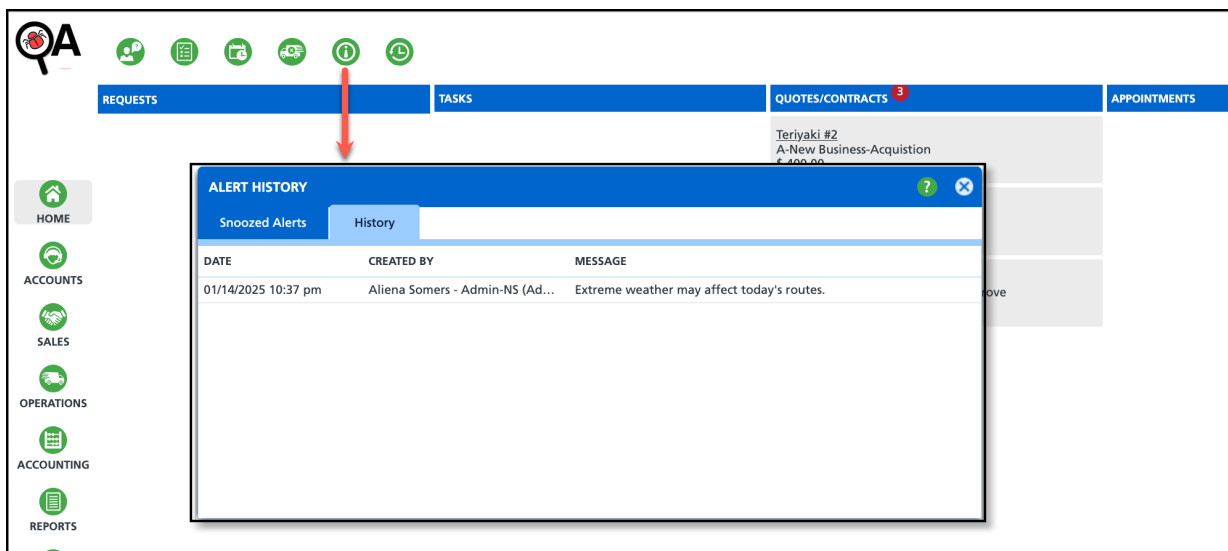 QA
REQUESTS
TASKS
QUOTES/CONTRACTS 3
APPOINTMENTS
Teriyaki #2
A-New Business-Acquistion
$ 400.00
HOME
ACCOUNTS
SALES
OPERATIONS
ACCOUNTING
REPORTS
ALERT HISTORY ?
Snoozed Alerts History
DATE CREATED BY MESSAGE
01/14/2025 10:37 pm Aliena Somers - Admin-NS (Ad... Extreme weather may affect today's routes.
ove